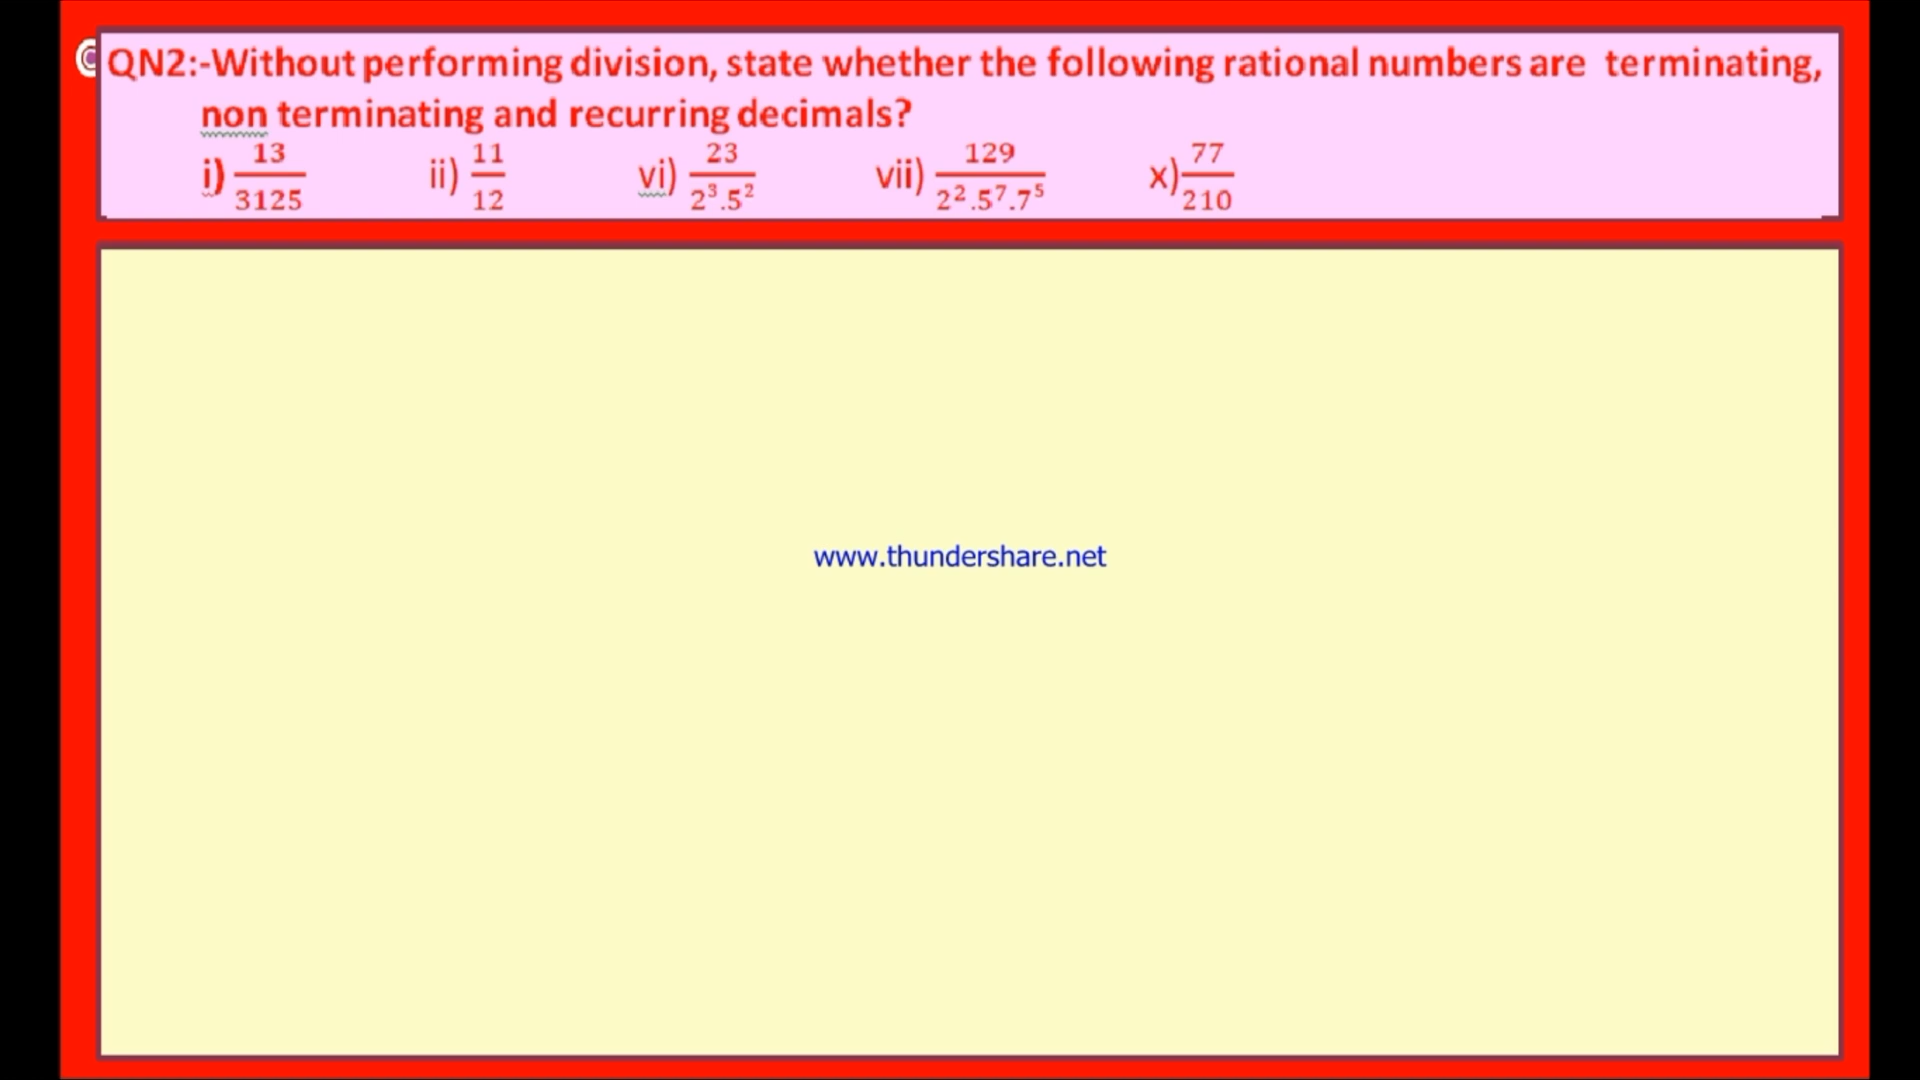 ©
QN2:-Without performing division, state whether the following rational numbers are terminating,
non terminating and recurring decimals?
i) 13/3125 ii) 11/12 vi) 23/2³.5² vii) 129/2².5⁷.7⁵ x) 77/210
www.thundershare.net